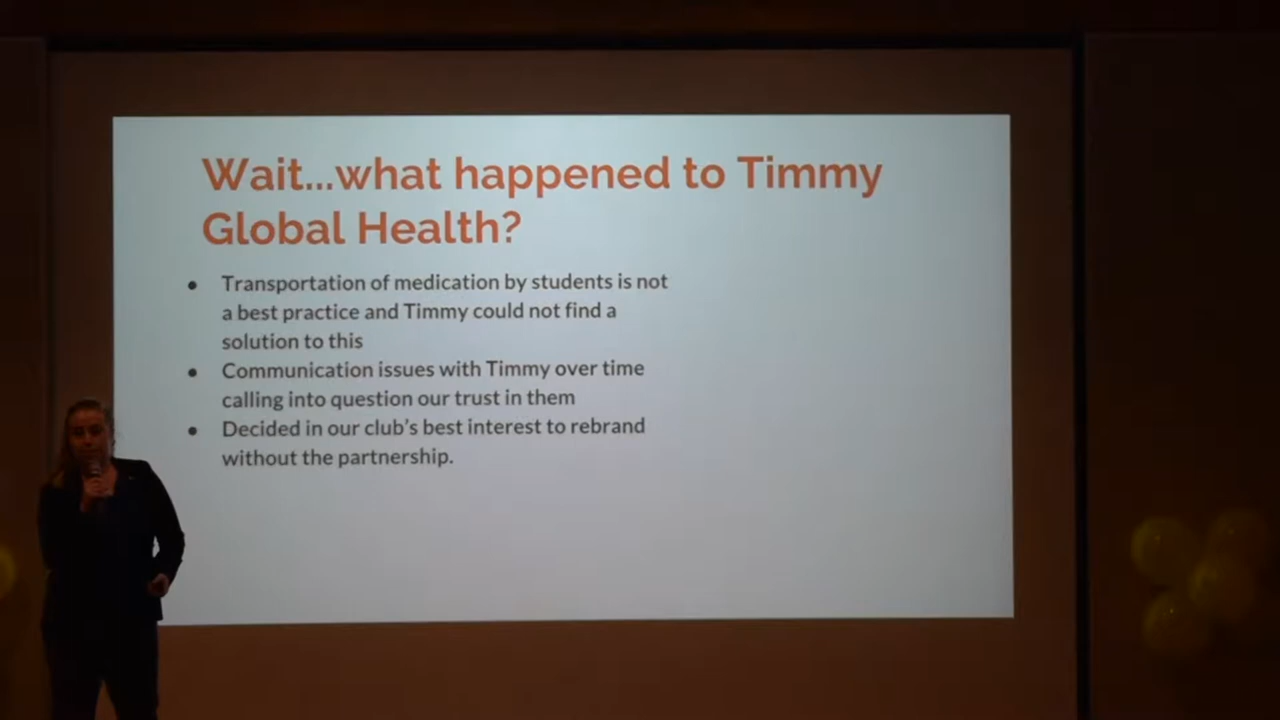 Wait...what happened to Timmy
Global Health?
● Transportation of medication by students is not
a best practice and Timmy could not find a
solution to this
● Communication issues with Timmy over time
calling into question our trust in them
● Decided in our club's best interest to rebrand
without the partnership.